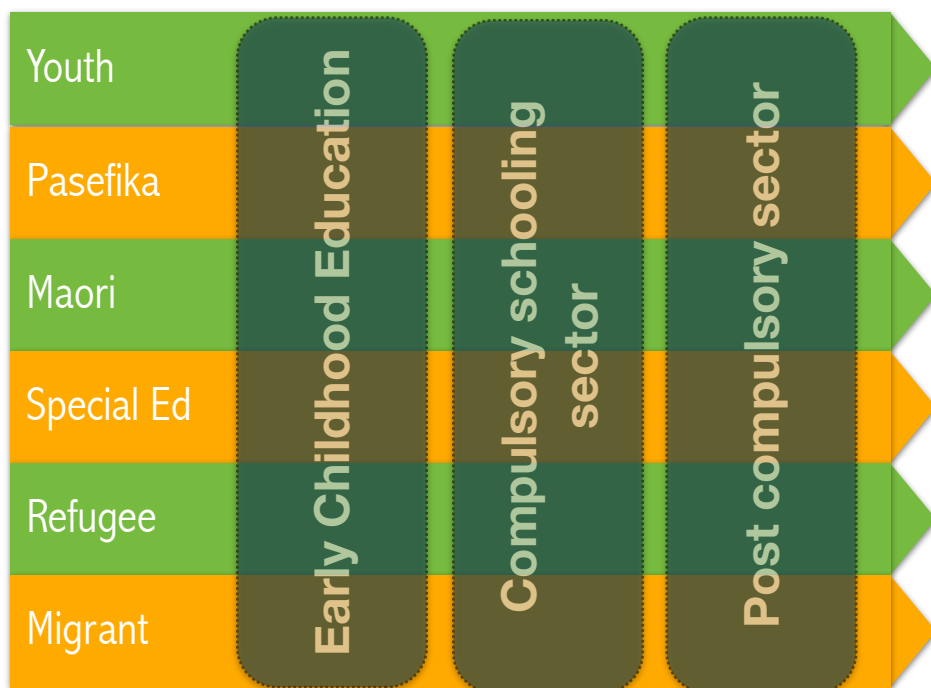 Youth
Pasefika
Maori
Special Ed
Refugee
Migrant
Early Childhood Education
Compulsory schooling
sector
Post compulsory sector